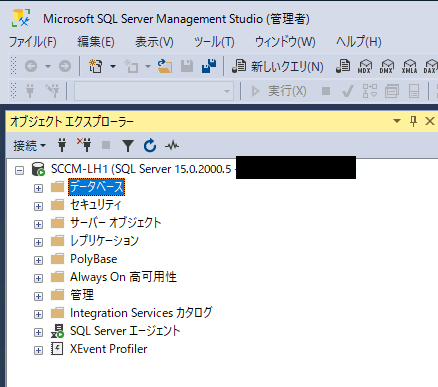 Microsoft SQL Server Management Studio (管理者)
ファイル(F) 編集(E) 表示(V) ツール(T) ウィンドウ(W) ヘルプ(H)
新しいクエリ(N) MDX DMX XMLA DAX
実行(X)
オブジェクト エクスプローラー
接続
SCCM-LH1 (SQL Server 15.0.2000.5 -
データベース
セキュリティ
サーバー オブジェクト
レプリケーション
PolyBase
Always On 高可用性
管理
Integration Services カタログ
SQL Server エージェント
XEvent Profiler